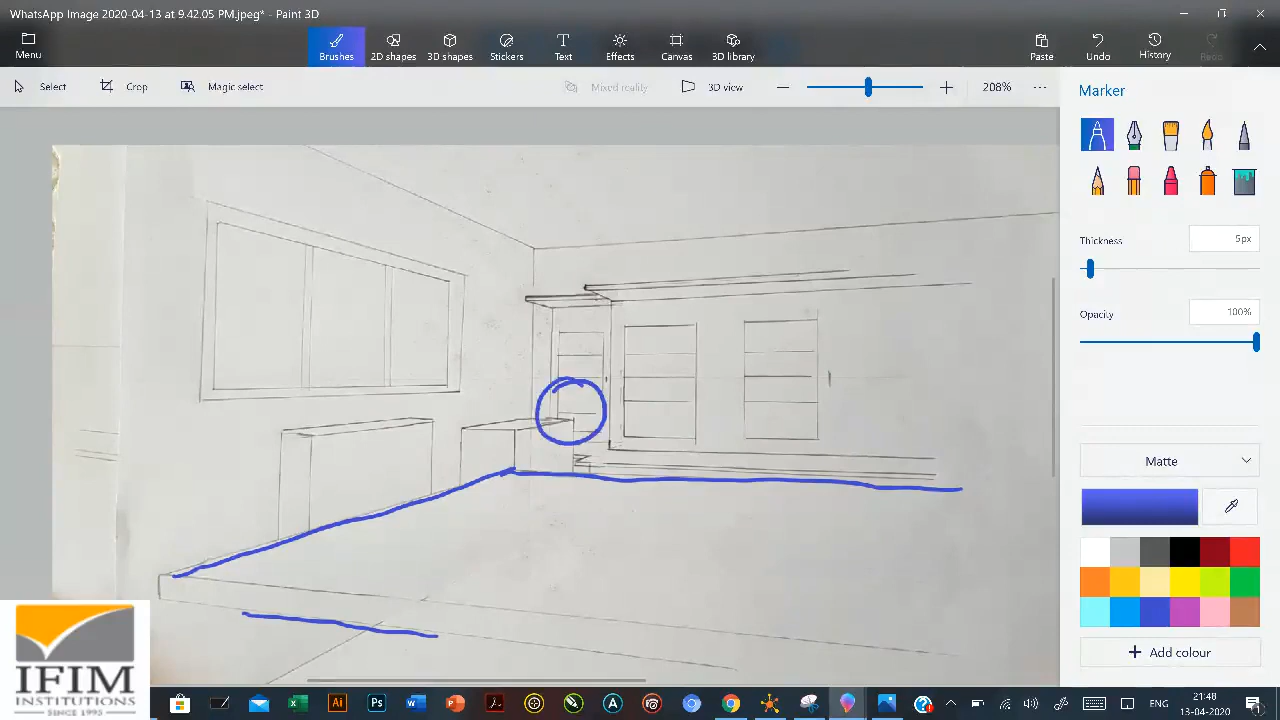 WhatsApp Image 2020-04-13 at 9.42.05 PM.jpeg* - Paint 3D
Menu
Brushes
2D shapes
3D shapes
Stickers
Text
Effects
Canvas
3D library
Paste
Undo
History
Redo
Select
Crop
Magic select
Mixed reality
3D view
208%
Marker
Thickness
5px
Opacity
100%
Matte
Add colour
IFIM
INSTITUTIONS
SINCE 1995
ENG
21:48
13-04-2020